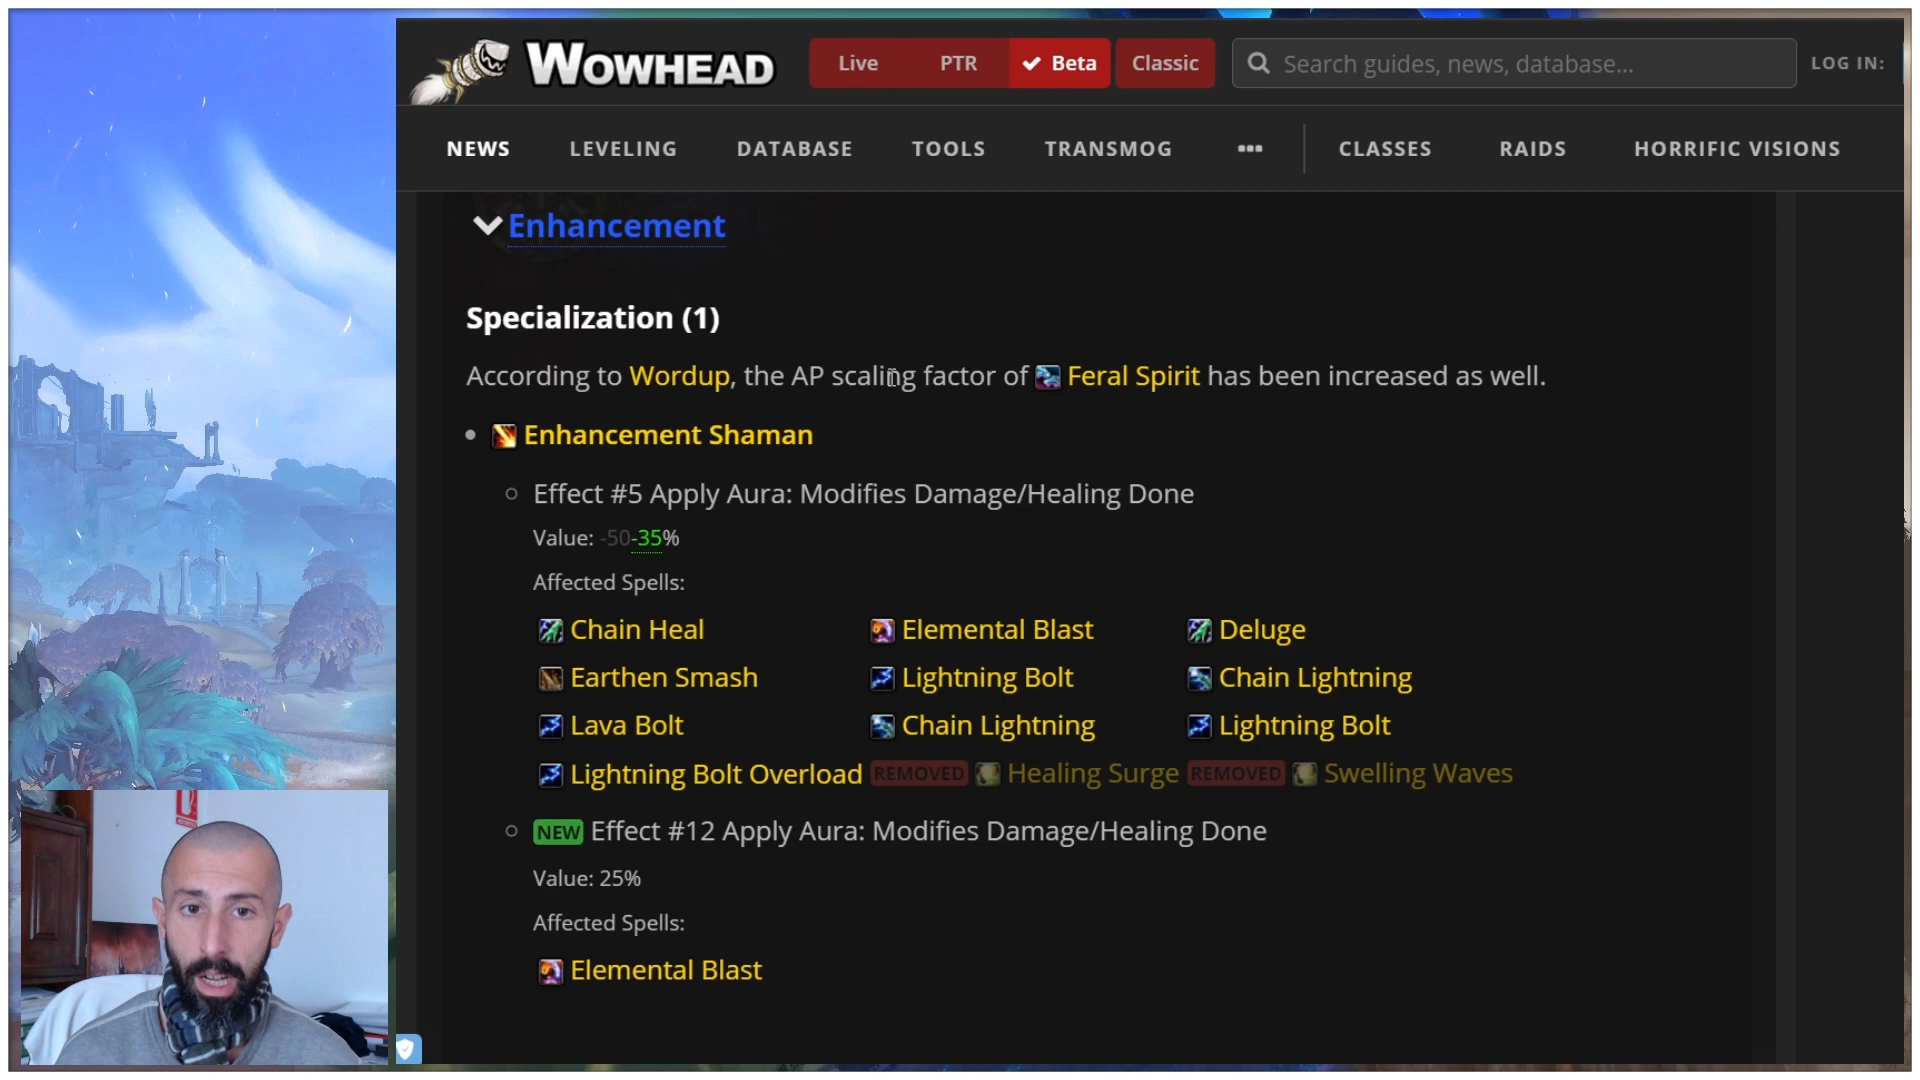 WOWHEAD
Live PTR Beta Classic
Search guides, news, database...
LOG IN:
NEWS LEVELING DATABASE TOOLS TRANSMOG ••• CLASSES RAIDS HORRIFIC VISIONS
Enhancement
Specialization (1)
According to Wordup, the AP scaling factor of Feral Spirit has been increased as well.
• Enhancement Shaman
Effect #5 Apply Aura: Modifies Damage/Healing Done
Value: -50-35%
Affected Spells:
Chain Heal Elemental Blast Deluge
Earthen Smash Lightning Bolt Chain Lightning
Lava Bolt Chain Lightning Lightning Bolt
Lightning Bolt Overload REMOVED Healing Surge REMOVED Swelling Waves
NEW Effect #12 Apply Aura: Modifies Damage/Healing Done
Value: 25%
Affected Spells:
Elemental Blast